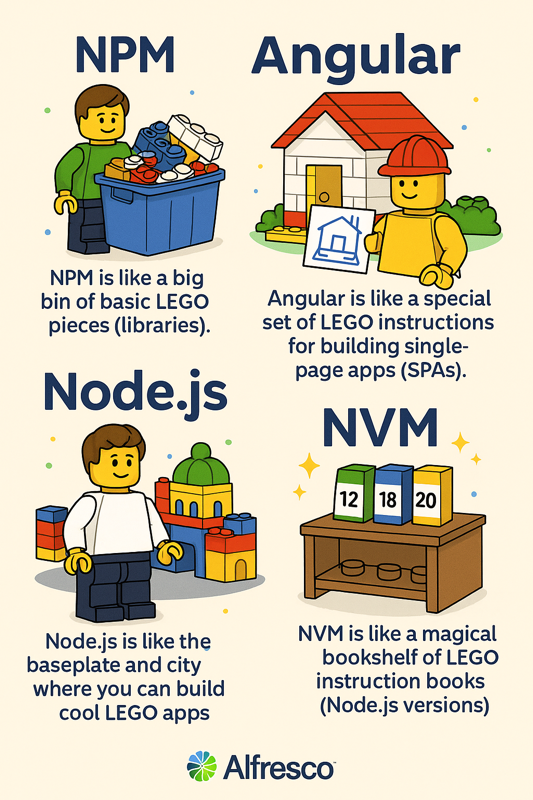 NPM
NPM is like a big
bin of basic LEGO
pieces (libraries).
Angular
Angular is like a special
set of LEGO instructions
for building single-
page apps (SPAs).
Node.js
Node.js is like the
baseplate and city
where you can build
cool LEGO apps
NVM
12 18 20
NVM is like a magical
bookshelf of LEGO
instruction books
(Node.js versions)
Alfresco